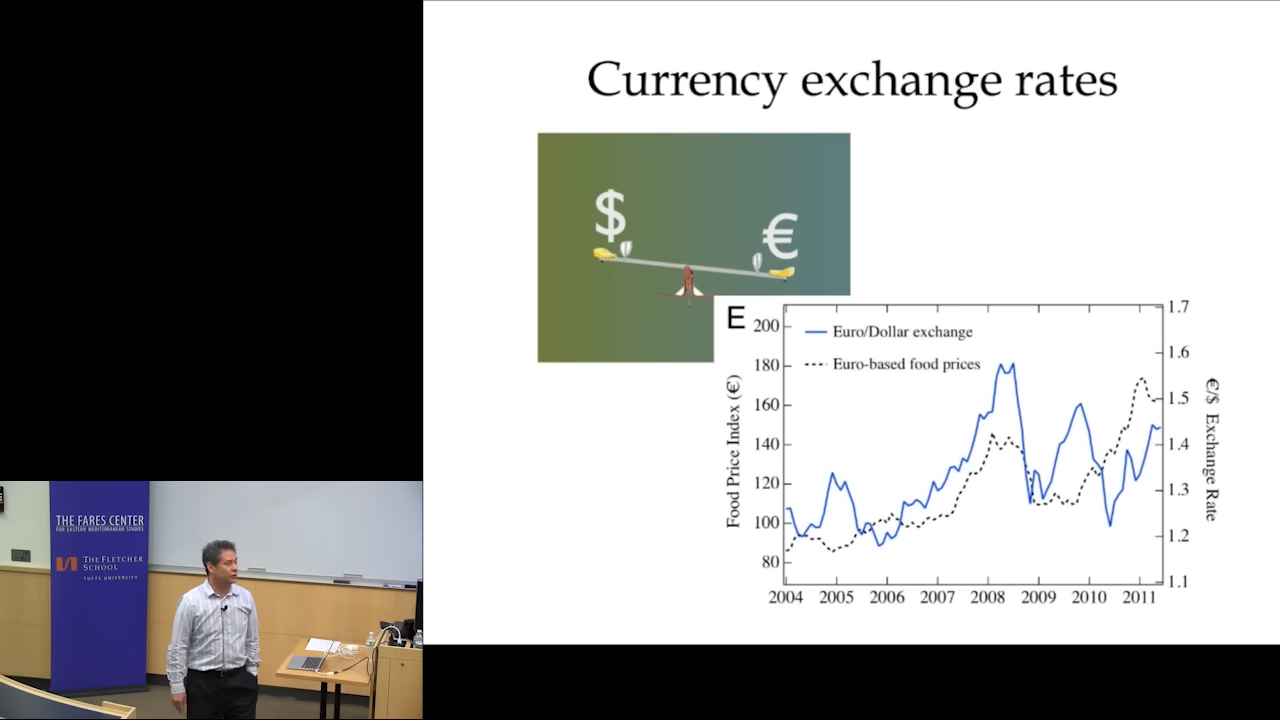 Currency exchange rates
$
€
E
Euro/Dollar exchange
Euro-based food prices
Food Price Index (€)
200
180
160
140
120
100
80
€/$ Exchange Rate
1.7
1.6
1.5
1.4
1.3
1.2
1.1
2004 2005 2006 2007 2008 2009 2010 2011
THE FARES CENTER
FOR EASTERN MEDITERRANEAN STUDIES
THE FLETCHER
SCHOOL
TUFTS UNIVERSITY